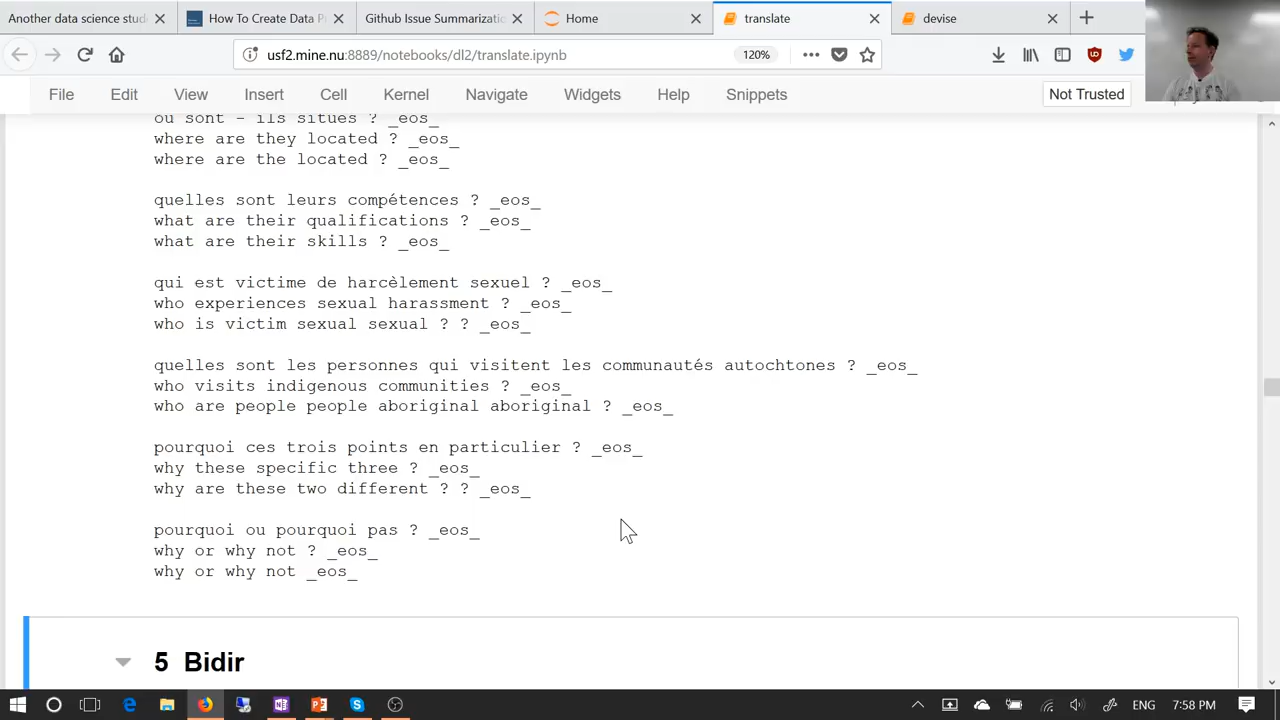 Another data science stud
How To Create Data P
Github Issue Summarizatio
Home
translate
devise
usf2.mine.nu:8889/notebooks/dl2/translate.ipynb
120%
File Edit View Insert Cell Kernel Navigate Widgets Help Snippets
Not Trusted
ou sont - ils situés ? _eos_
where are they located ? _eos_
where are the located ? _eos_
quelles sont leurs compétences ? _eos_
what are their qualifications ? _eos_
what are their skills ? _eos_
qui est victime de harcèlement sexuel ? _eos_
who experiences sexual harassment ? _eos_
who is victim sexual sexual ? ? _eos_
quelles sont les personnes qui visitent les communautés autochtones ? _eos_
who visits indigenous communities ? _eos_
who are people people aboriginal aboriginal ? _eos_
pourquoi ces trois points en particulier ? _eos_
why these specific three ? _eos_
why are these two different ? ? _eos_
pourquoi ou pourquoi pas ? _eos_
why or why not ? _eos_
why or why not _eos_
5 Bidir
ENG
7:58 PM